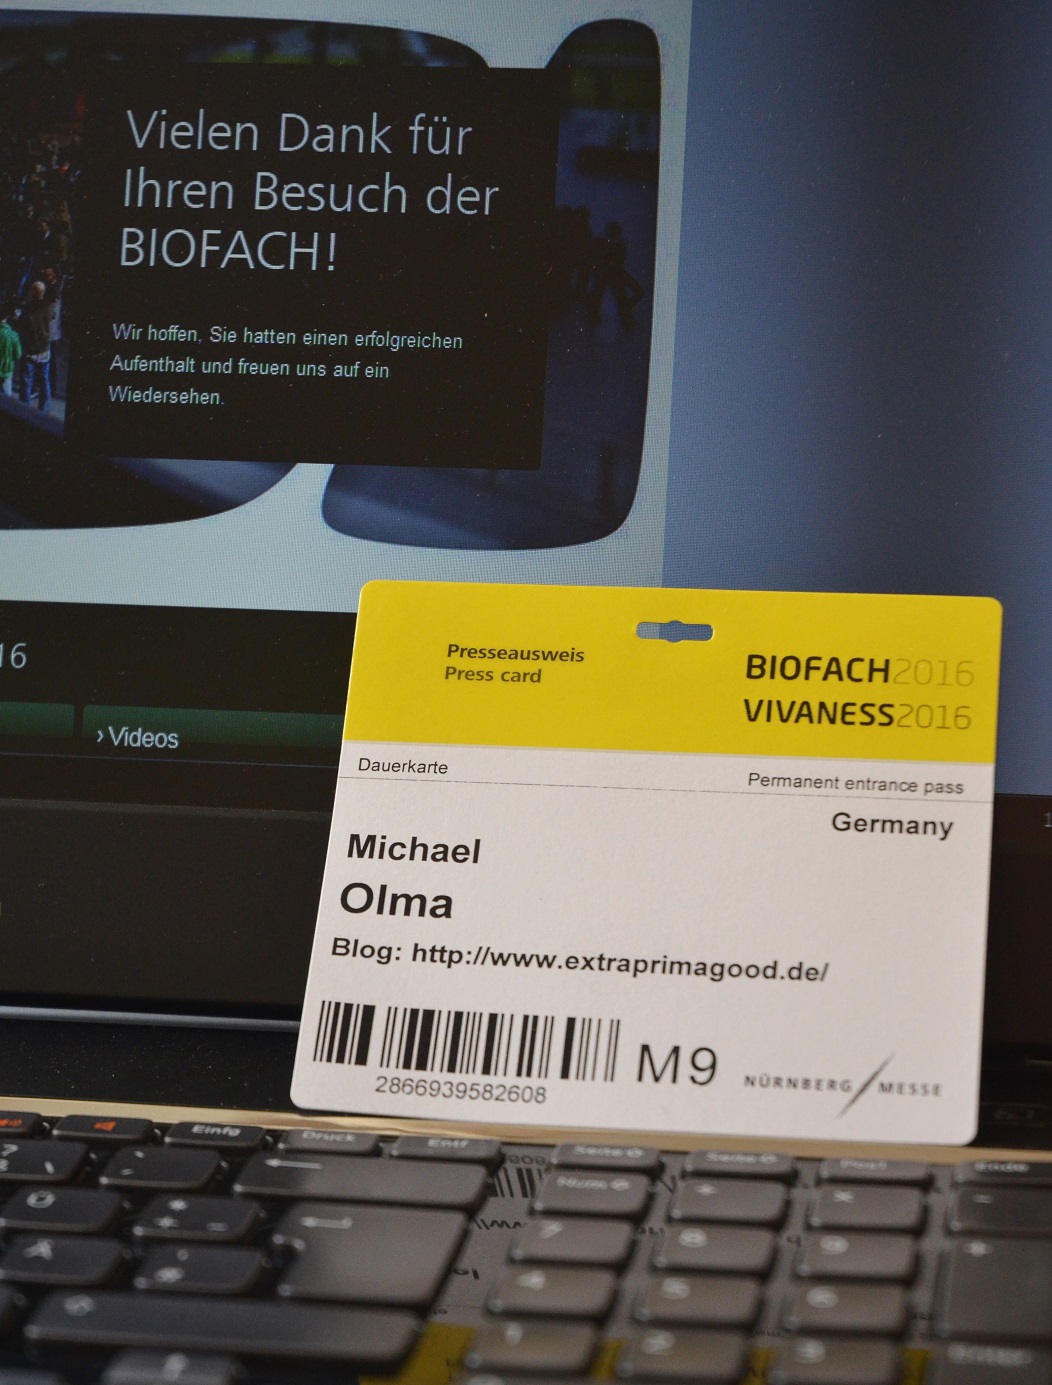 Vielen Dank für
Ihren Besuch der
BIOFACH!
Wir hoffen, Sie hatten einen erfolgreichen
Aufenthalt und freuen uns auf ein
Wiedersehen.
16
› Videos
Presseausweis
Press card
BIOFACH2016
VIVANESS2016
Dauerkarte
Permanent entrance pass
Germany
Michael
Olma
Blog: http://www.extraprimagood.de/
2866939582608
M9
NÜRNBERG MESSE
Einfg
Druck
Entf
Ü
Ä